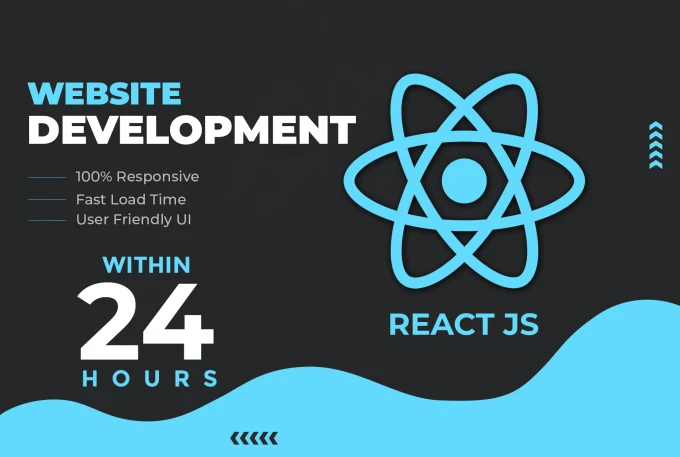 WEBSITE
DEVELOPMENT
100% Responsive
Fast Load Time
User Friendly UI
WITHIN
24
HOURS
REACT JS